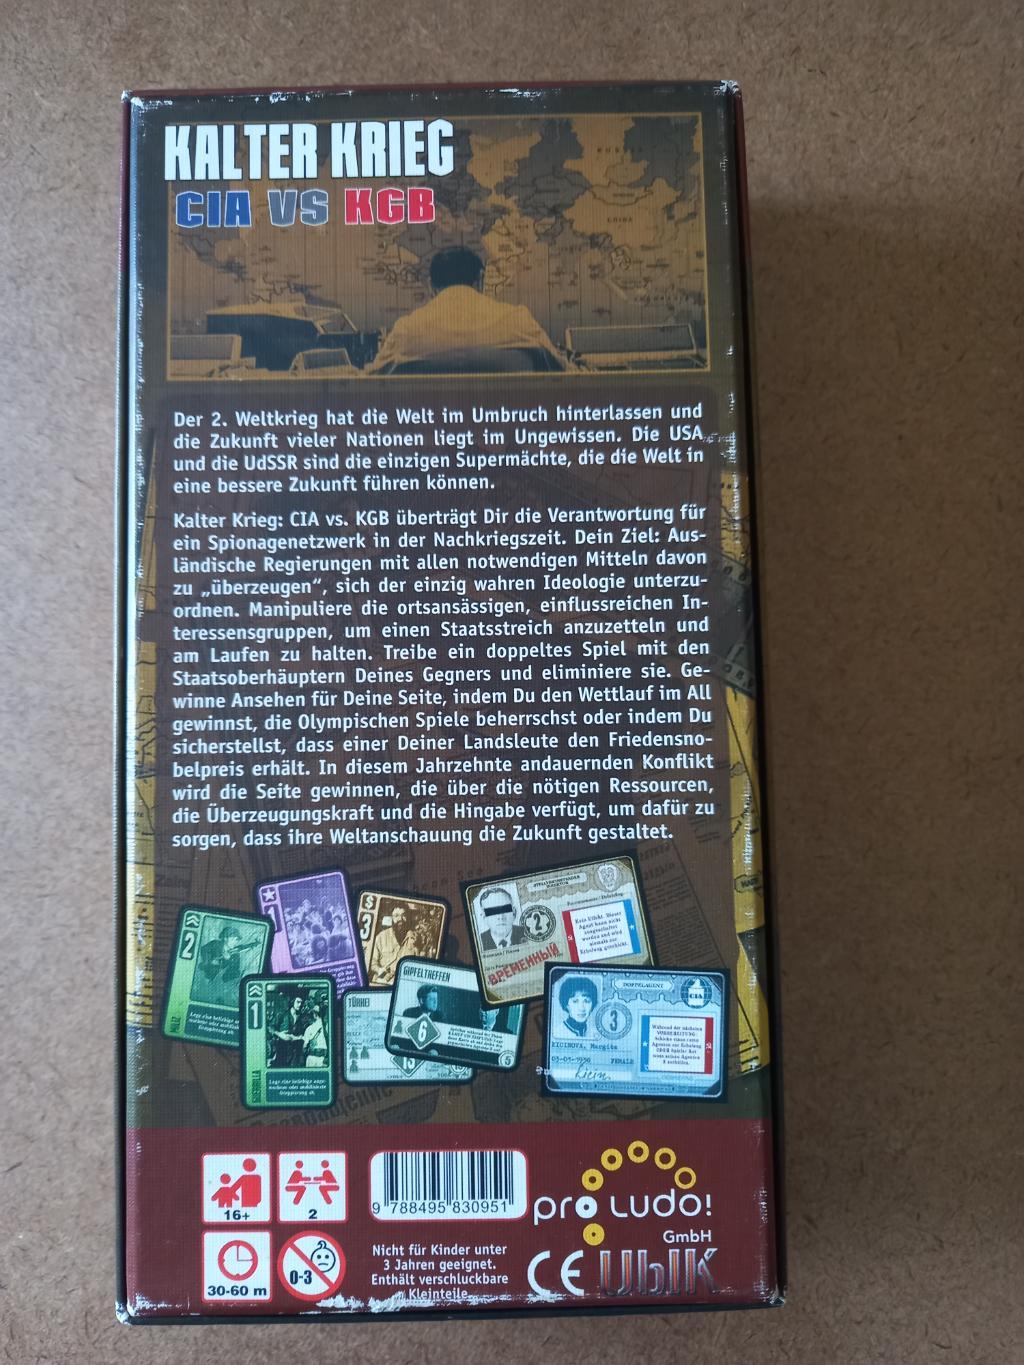 KALTER KRIEG
CIA VS KGB
Der 2. Weltkrieg hat die Welt im Umbruch hinterlassen und
die Zukunft vieler Nationen liegt im Ungewissen. Die USA
und die UdSSR sind die einzigen Supermächte, die die Welt in
eine bessere Zukunft führen können.
Kalter Krieg: CIA vs. KGB überträgt Dir die Verantwortung für
ein Spionagenetzwerk in der Nachkriegszeit. Dein Ziel: Aus-
ländische Regierungen mit allen notwendigen Mitteln davon
zu „überzeugen“, sich der einzig wahren Ideologie unterzu-
ordnen. Manipuliere die ortsansässigen, einflussreichen In-
teressensgruppen, um einen Staatsstreich anzuzetteln und
am Laufen zu halten. Treibe ein doppeltes Spiel mit den
Staatsoberhäuptern Deines Gegners und eliminiere sie. Ge-
winne Ansehen für Deine Seite, indem Du den Wettlauf im All
gewinnst, die Olympischen Spiele beherrschst oder indem Du
sicherstellst, dass einer Deiner Landsleute den Friedensno-
belpreis erhält. In diesem Jahrzehnte andauernden Konflikt
wird die Seite gewinnen, die über die nötigen Ressourcen,
die Überzeugungskraft und die Hingabe verfügt, um dafür zu
sorgen, dass ihre Weltanschauung die Zukunft gestaltet.
2
1
$
3
2
ВРЕМЕННЫЙ
1
TÜRKEI
GIPFELTREFFEN
6
5
DOPPELAGENT
CIA
3
Während der nächsten
VORBEREITUNG:
03-03-1936 FEMALE
16+
2
9 788495 830951
pro Ludo!
GmbH
30-60 m
0-3
Nicht für Kinder unter
3 Jahren geeignet.
Enthält verschluckbare
Kleinteile.
CE
UbIK